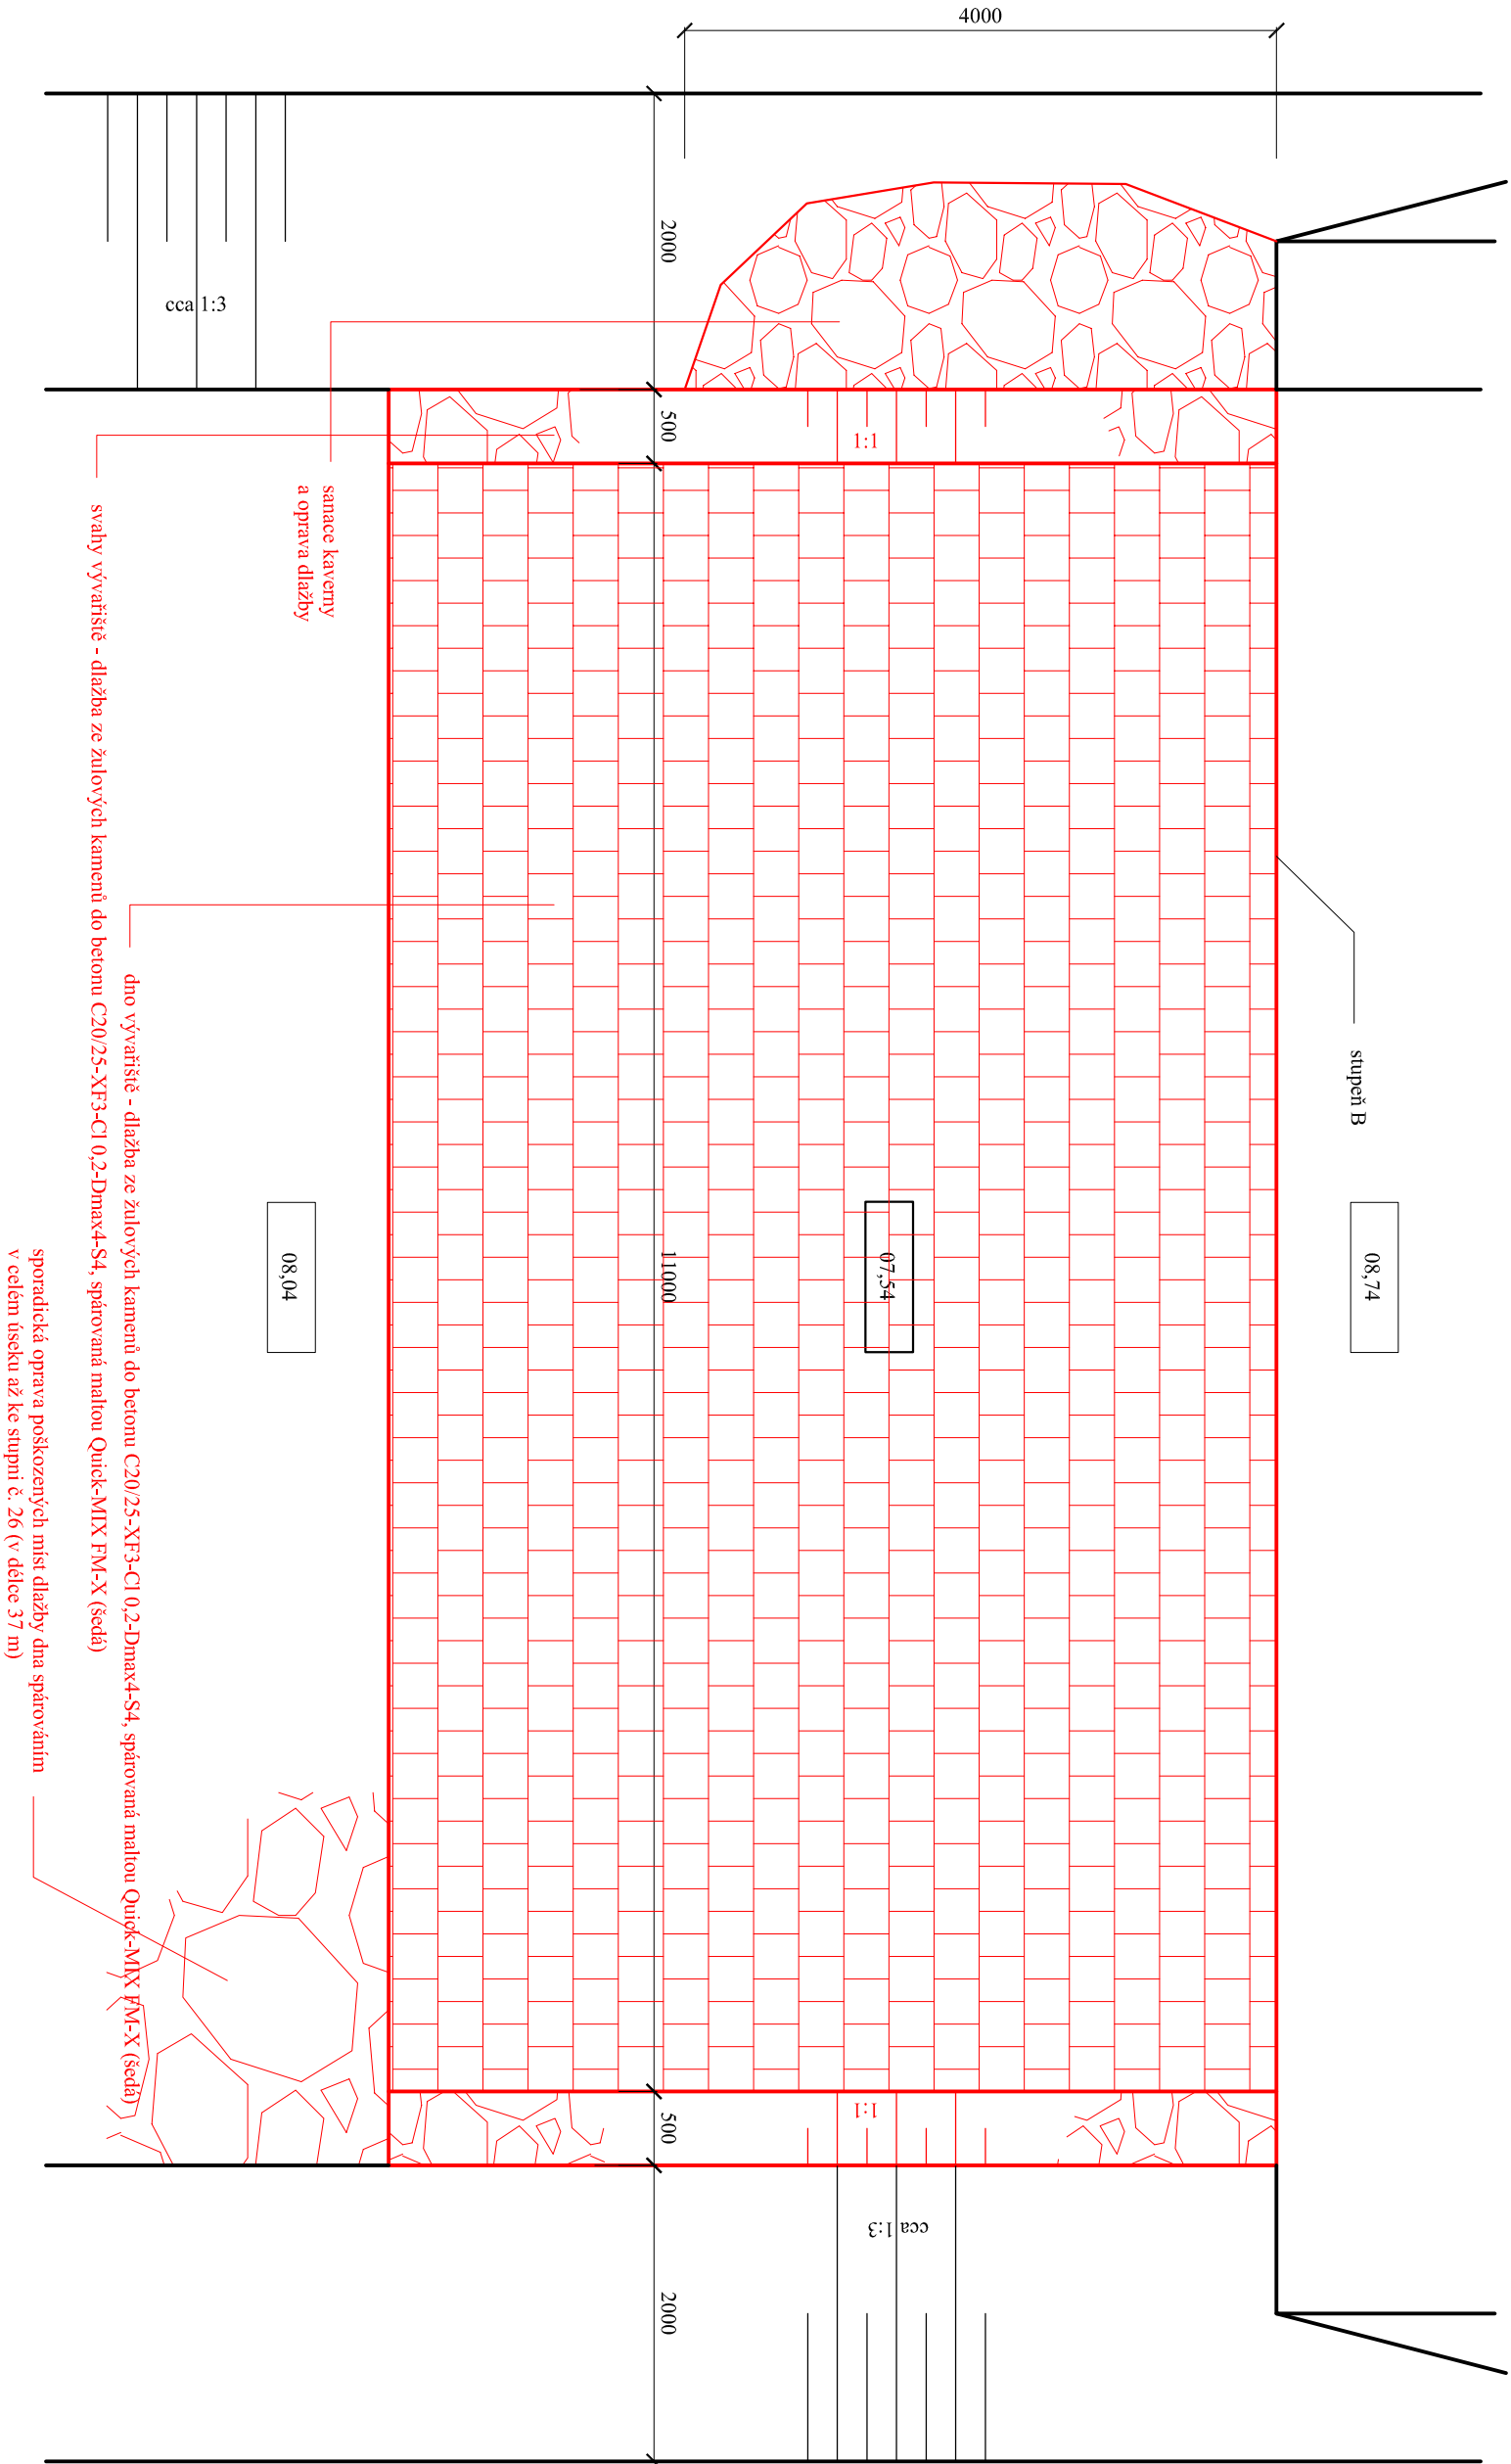 4000
2000
cca 1:3
500
1:1
sanace kaverny
a oprava dlažby
svahy vývařiště - dlažba ze žulových kamenů do betonu C20/25-XF3-Cl 0,2-Dmax4-S4, spárovaná maltou Quick-MIX FM-X (šedá)
dno vývařiště - dlažba ze žulových kamenů do betonu C20/25-XF3-Cl 0,2-Dmax4-S4, spárovaná maltou Quick-MIX FM-X (šedá)
stupeň B
08,74
07,54
11000
08,04
sporadická oprava poškozených míst dlažby dna spárováním
v celém úseku až ke stupni č. 26 (v délce 37 m)
500
1:1
cca 1:3
2000